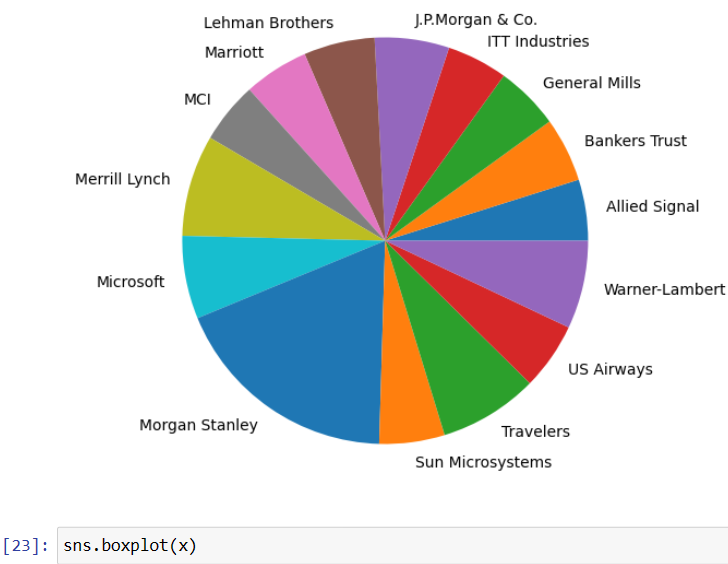 Lehman Brothers
J.P.Morgan & Co.
Marriott
ITT Industries
MCI
General Mills
Bankers Trust
Merrill Lynch
Allied Signal
Microsoft
Warner-Lambert
US Airways
Morgan Stanley
Travelers
Sun Microsystems
[23]: sns.boxplot(x)